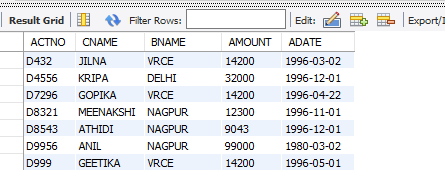 Result Grid Filter Rows: Edit: Export/I
ACTNO CNAME BNAME AMOUNT ADATE
D432 JILNA VRCE 14200 1996-03-02
D4556 KRIPA DELHI 32000 1996-12-01
D7296 GOPIKA VRCE 14200 1996-04-22
D8321 MEENAKSHI NAGPUR 12300 1996-11-01
D8543 ATHIDI NAGPUR 9043 1996-12-01
D9956 ANIL NAGPUR 99000 1980-03-02
D999 GEETIKA VRCE 14200 1996-05-01